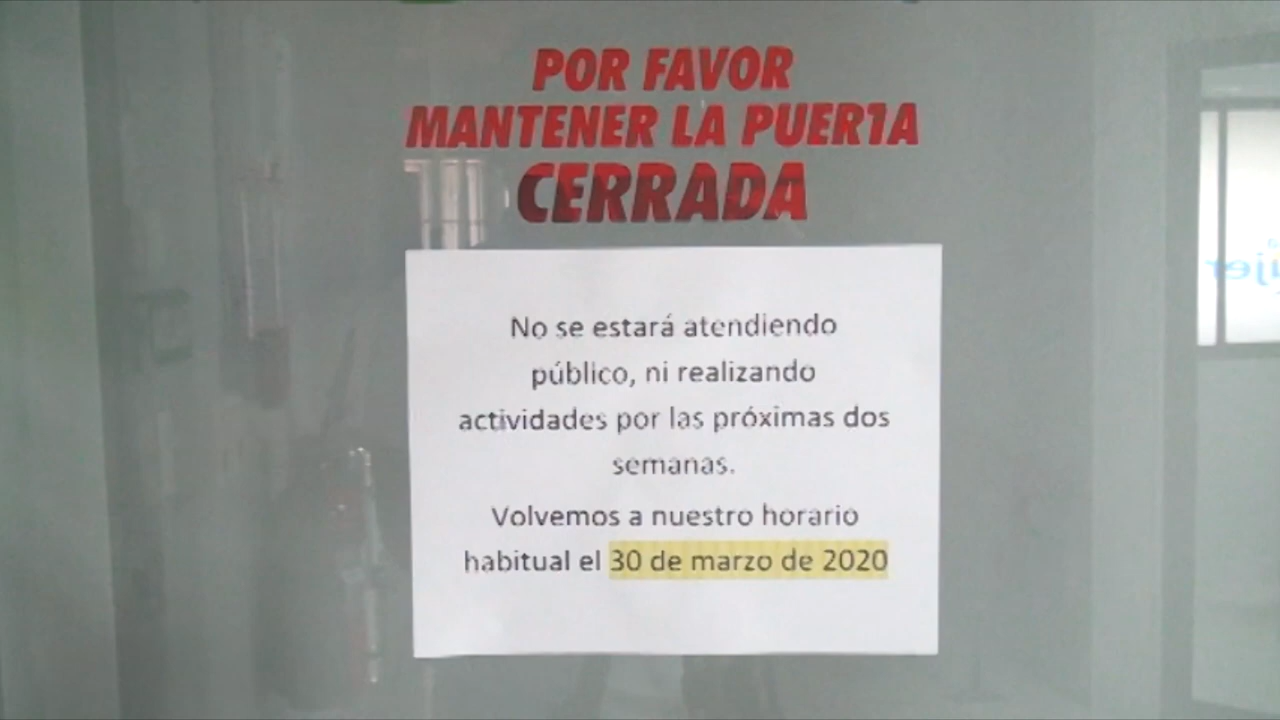 POR FAVOR
MANTENER LA PUERTA
CERRADA
No se estará atendiendo
público, ni realizando
actividades por las próximas dos
semanas.
Volvemos a nuestro horario
habitual el 30 de marzo de 2020